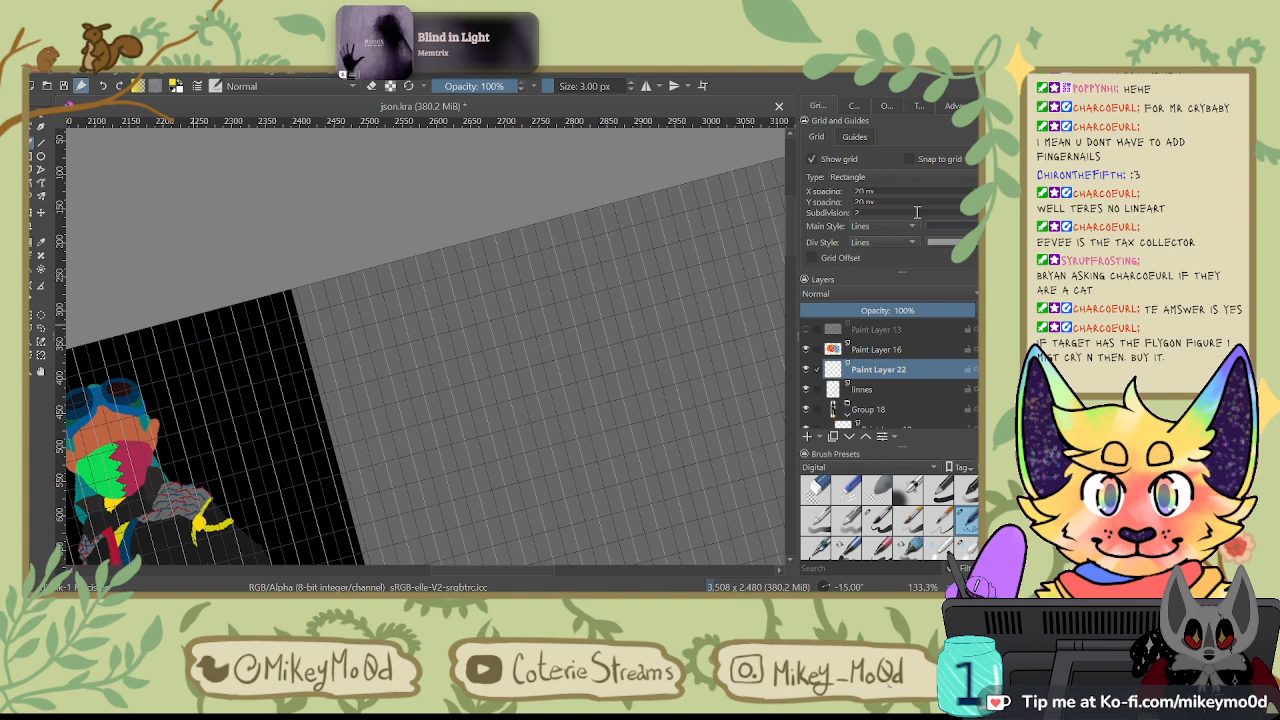 Blind in Light
Memtrix
Normal
Opacity: 100%
Size: 3.00 px
json.kra (380.2 MiB) *
2100 2150 2200 2250 2300 2350 2400 2450 2500 2550 2600 2650 2700 2750 2800 2850 2900 2950 3000 3050 3100
Gri... C... O... T... Adva
Grid and Guides
Grid Guides
Show grid Snap to grid
Type: Rectangle
X spacing: 20 px
Y spacing: 20 px
Subdivision: 2
Main Style: Lines
Div Style: Lines
Grid Offset
Layers
Normal
Opacity: 100%
Paint Layer 13
Paint Layer 16
Paint Layer 22
linnes
Group 18
Brush Presets
Digital Tag
Search
RGB/Alpha (8-bit integer/channel) sRGB-elle-V2-srgbtrc.icc
3,508 x 2,480 (380.2 MiB) -15.00° 133.3%
POPPYNHI: HEHE
CHARCOEURL: FOR MR CRYBABY
CHARCOEURL:
I MEAN U DONT HAVE TO ADD
FINGERNAILS
CHIRONTHEFIFTH: :3
CHARCOEURL:
WELL TERES NO LINEART
CHARCOEURL:
EEVEE IS THE TAX COLLECTOR
SYRUPFROSTING:
BRYAN ASKING CHARCOEURL IF THEY
ARE A CAT
CHARCOEURL: TE AMSWER IS YES
CHARCOEURL:
IF TARGET HAS THE FLYGON FIGURE I
MIGT CRY N THEN. BUY IT.
@MikeyMo0d
CoterieStreams
Mikey_Mo0d
1
Tip me at Ko-fi.com/mikeymo0d